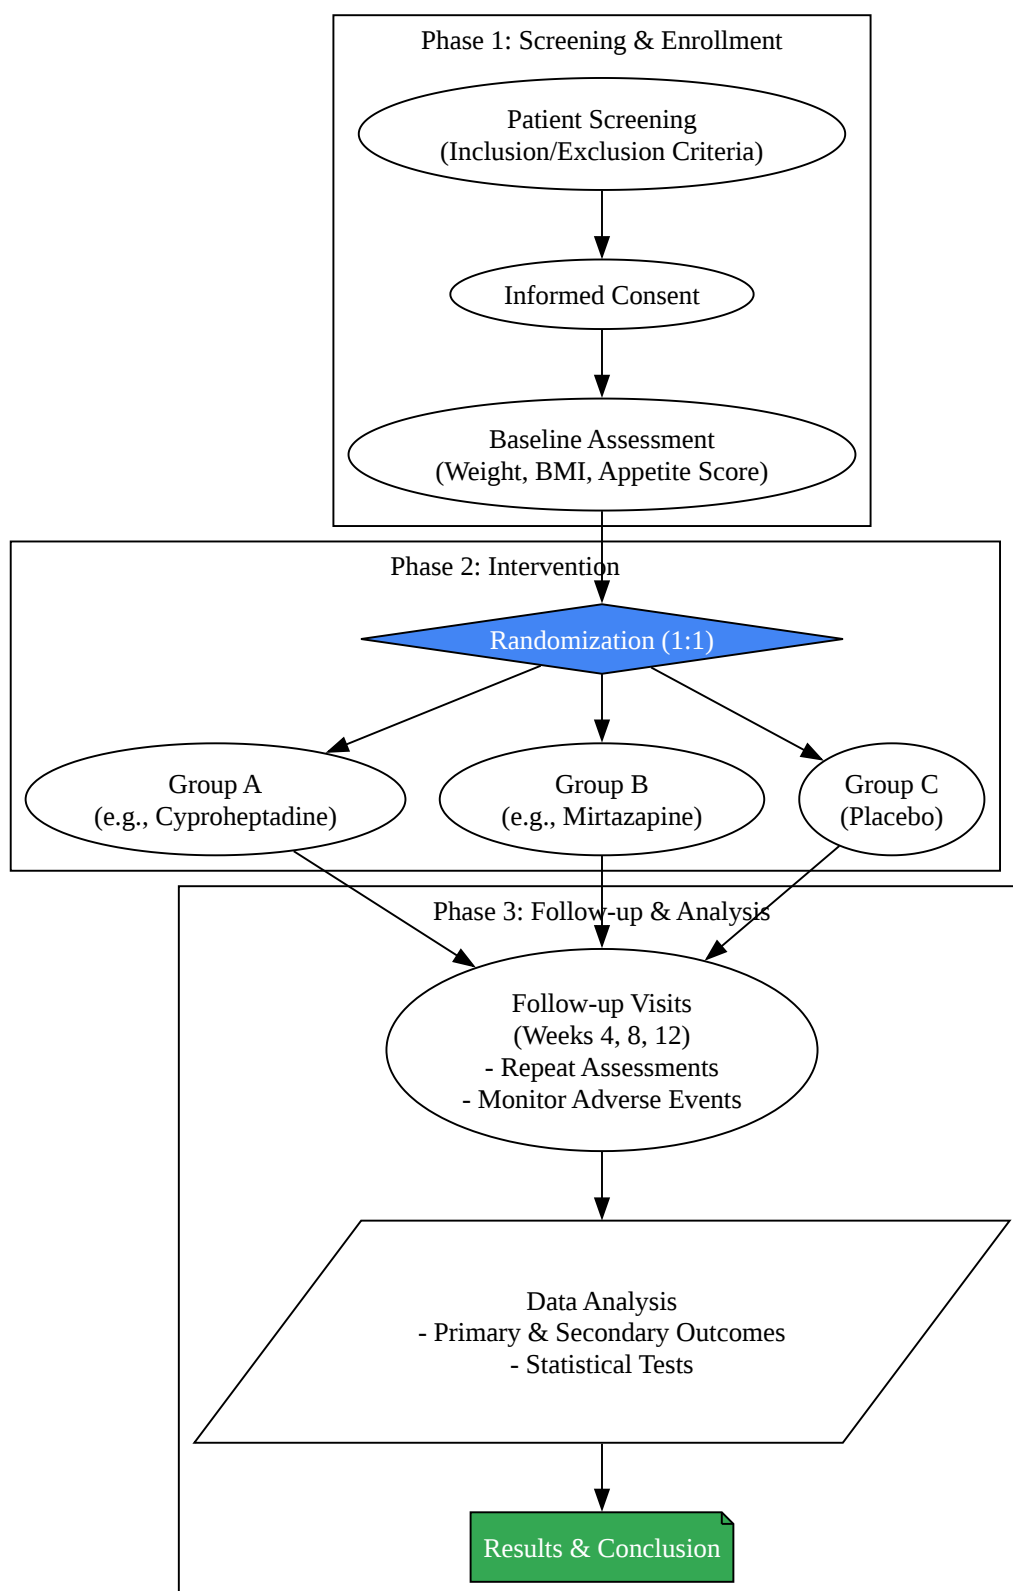 Phase 1: Screening & Enrollment
Patient Screening
(Inclusion/Exclusion Criteria)
Informed Consent
Baseline Assessment
(Weight, BMI, Appetite Score)
Phase 2: Intervention
Randomization (1:1)
Group A
(e.g., Cyproheptadine)
Group B
(e.g., Mirtazapine)
Group C
(Placebo)
Phase 3: Follow-up & Analysis
Follow-up Visits
(Weeks 4, 8, 12)
- Repeat Assessments
- Monitor Adverse Events
Data Analysis
- Primary & Secondary Outcomes
- Statistical Tests
Results & Conclusion